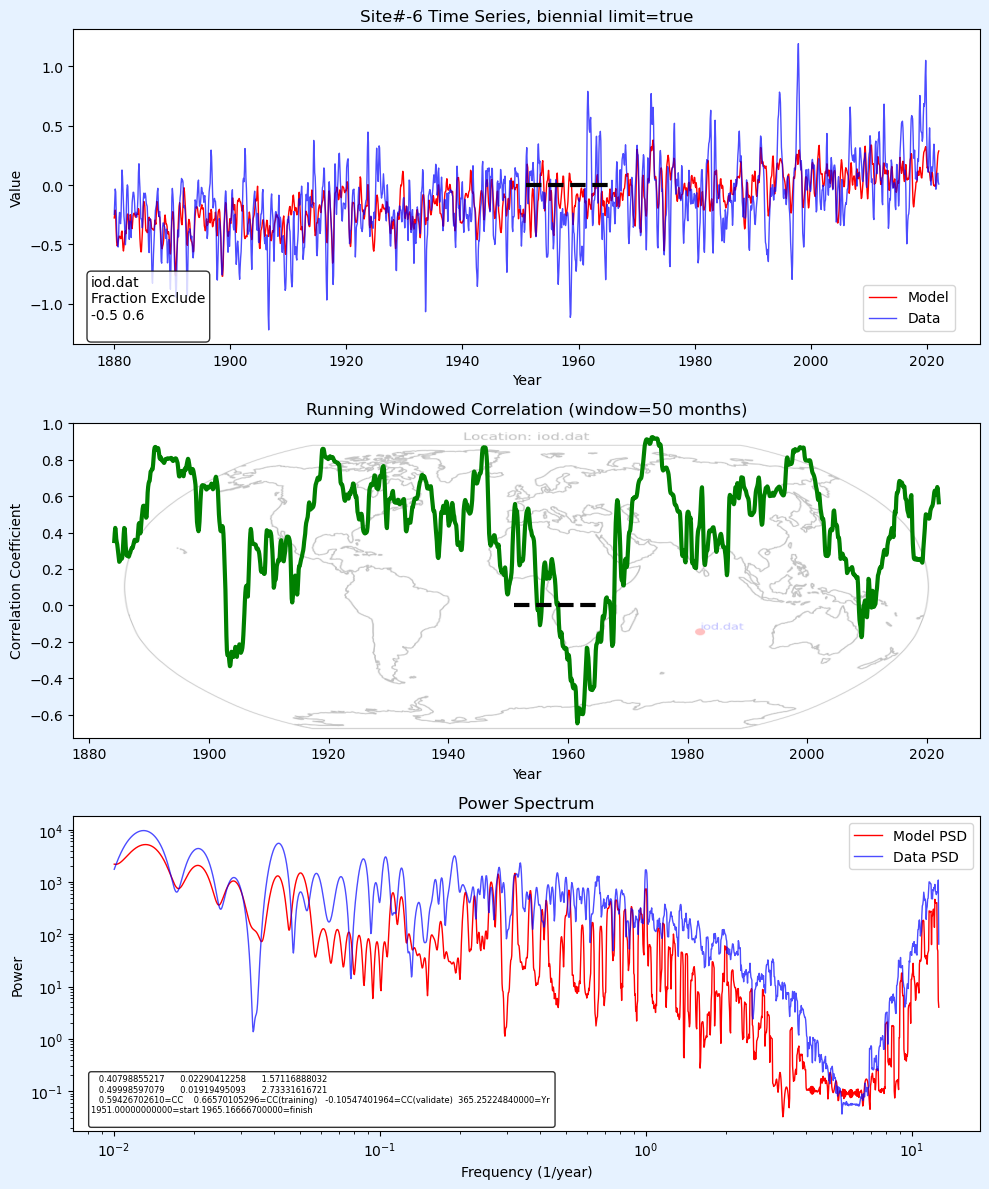 Site#-6 Time Series, biennial limit=true
Value
1.0
0.5
0.0
−0.5
−1.0
iod.dat
Fraction Exclude
-0.5 0.6
Model
Data
1880 1900 1920 1940 1960 1980 2000 2020
Year
Running Windowed Correlation (window=50 months)
Location: iod.dat
Correlation Coefficient
1.0
0.8
0.6
0.4
0.2
0.0
−0.2
−0.4
−0.6
iod.dat
1880 1900 1920 1940 1960 1980 2000 2020
Year
Power Spectrum
Power
10⁴
10³
10²
10¹
10⁰
10⁻¹
Model PSD
Data PSD
0.40798855217 0.02290412258 1.57116888032
0.49998597079 0.01919495093 2.73331616721
0.59426702610=CC 0.66570105296=CC(training) -0.10547401964=CC(validate) 365.25224840000=Yr
1951.00000000000=start 1965.16666700000=finish
10⁻² 10⁻¹ 10⁰ 10¹
Frequency (1/year)